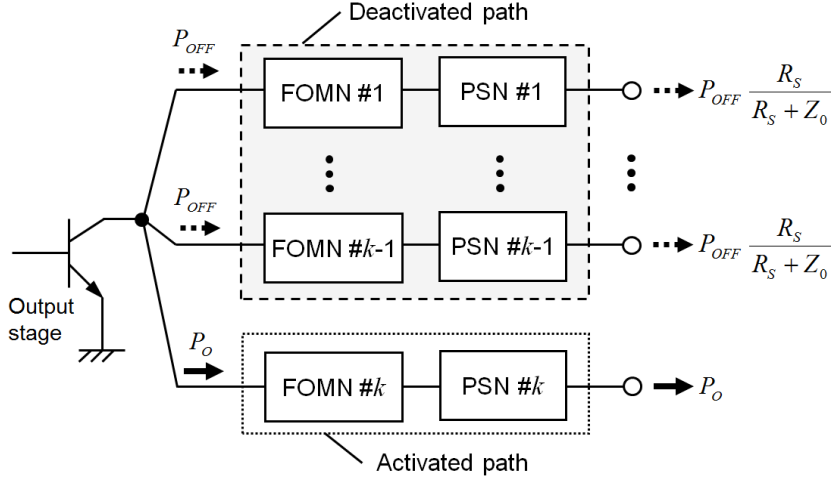 Deactivated path
P_OFF
FOMN #1
PSN #1
P_OFF R_S / (R_S + Z_0)
P_OFF
FOMN #k-1
PSN #k-1
P_OFF R_S / (R_S + Z_0)
Output
stage
P_O
FOMN #k
PSN #k
P_O
Activated path